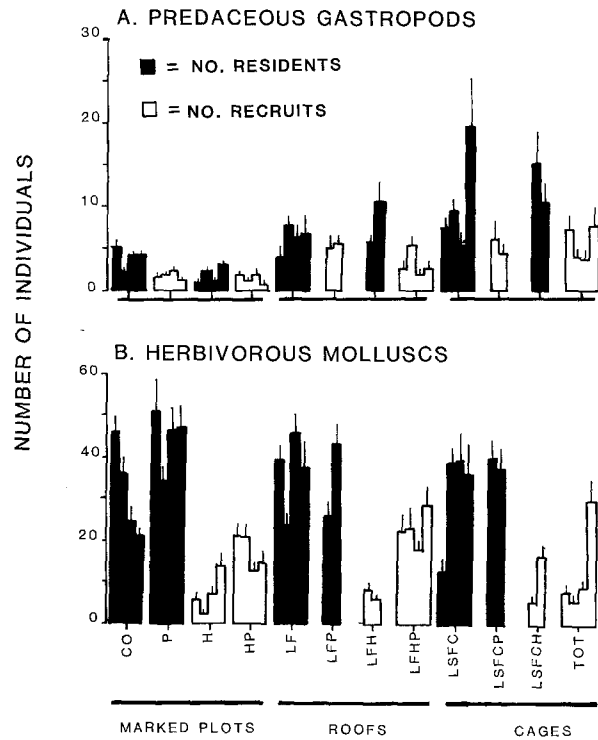 A. PREDACEOUS GASTROPODS
30
20
10
0
= NO. RESIDENTS
= NO. RECRUITS
NUMBER OF INDIVIDUALS
B. HERBIVOROUS MOLLUSCS
60
40
20
0
CO
P
H
HP
LF
LFP
LFH
LFHP
LSFC
LSFCP
LSFCH
TOT
MARKED PLOTS
ROOFS
CAGES